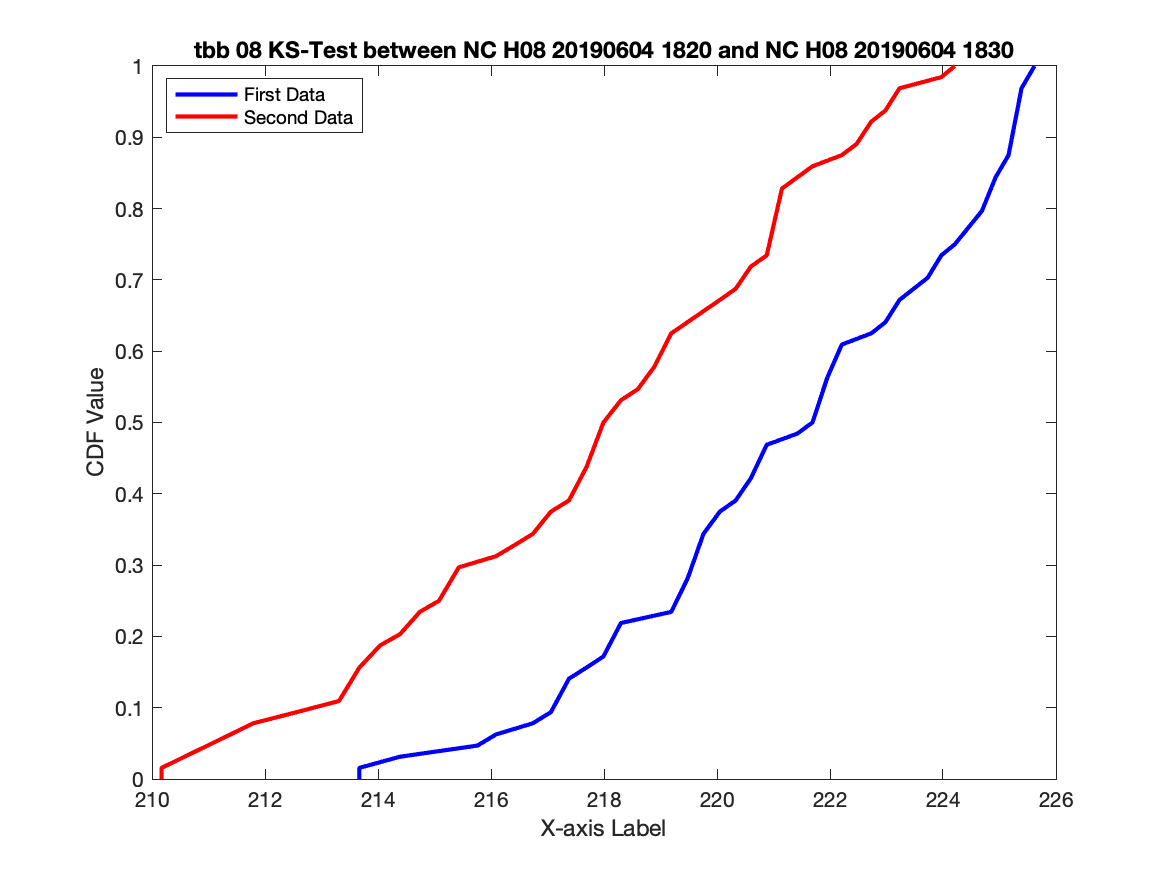 tbb 08 KS-Test between NC H08 20190604 1820 and NC H08 20190604 1830
First Data
Second Data
1
0.9
0.8
0.7
0.6
0.5
0.4
0.3
0.2
0.1
0
CDF Value
210 212 214 216 218 220 222 224 226
X-axis Label